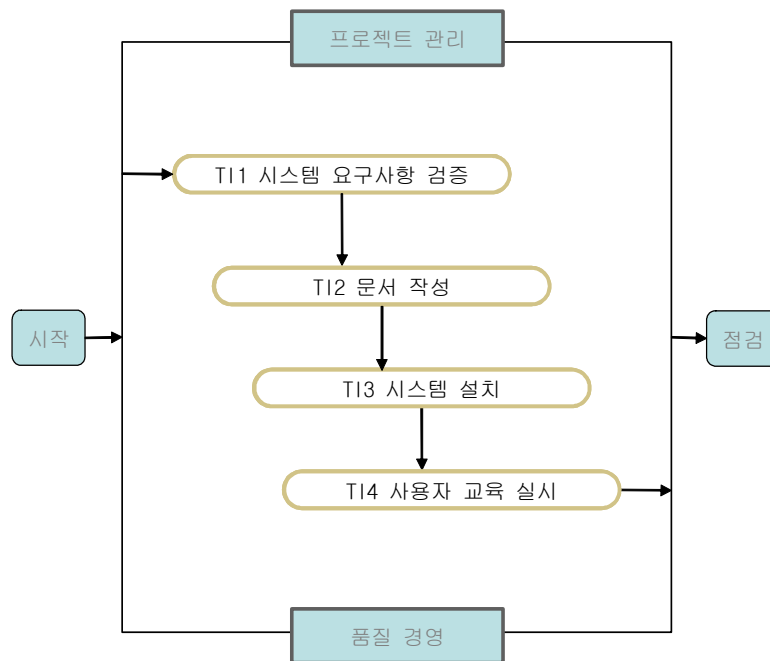 프로젝트 관리
TI1 시스템 요구사항 검증
TI2 문서 작성
시작
점검
TI3 시스템 설치
TI4 사용자 교육 실시
품질 경영